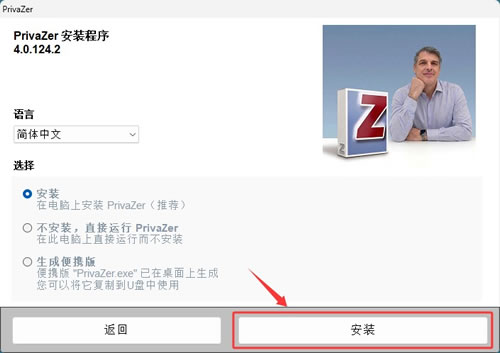 PrivaZer
PrivaZer 安装程序
4.0.124.2
Z
语言
简体中文
选择
安装
在电脑上安装 PrivaZer（推荐）
不安装，直接运行 PrivaZer
在此电脑上直接运行而不安装
生成便携版
便携版 "PrivaZer.exe" 已在桌面上生成
您可以将它复制到U盘中使用
返回
安装